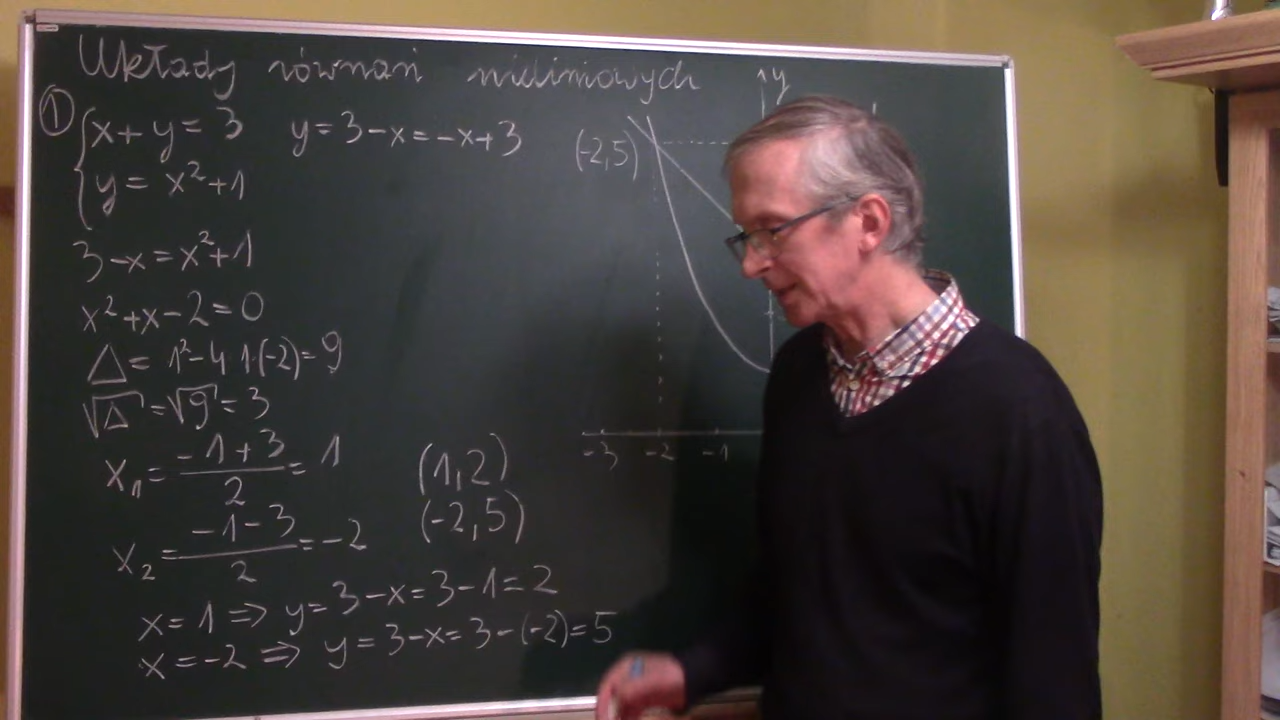 Układy równań nieliniowych
① { x + y = 3    y = 3 - x = -x + 3
y = x² + 1
3 - x = x² + 1
x² + x - 2 = 0
Δ = 1² - 4·1·(-2) = 9
√Δ = √9 = 3
x₁ = (-1 + 3)/2 = 1
x₂ = (-1 - 3)/2 = -2
(1,2)
(-2,5)
x = 1 ⇒ y = 3 - x = 3 - 1 = 2
x = -2 ⇒ y = 3 - x = 3 - (-2) = 5
y
(-2,5)
-3 -2 -1